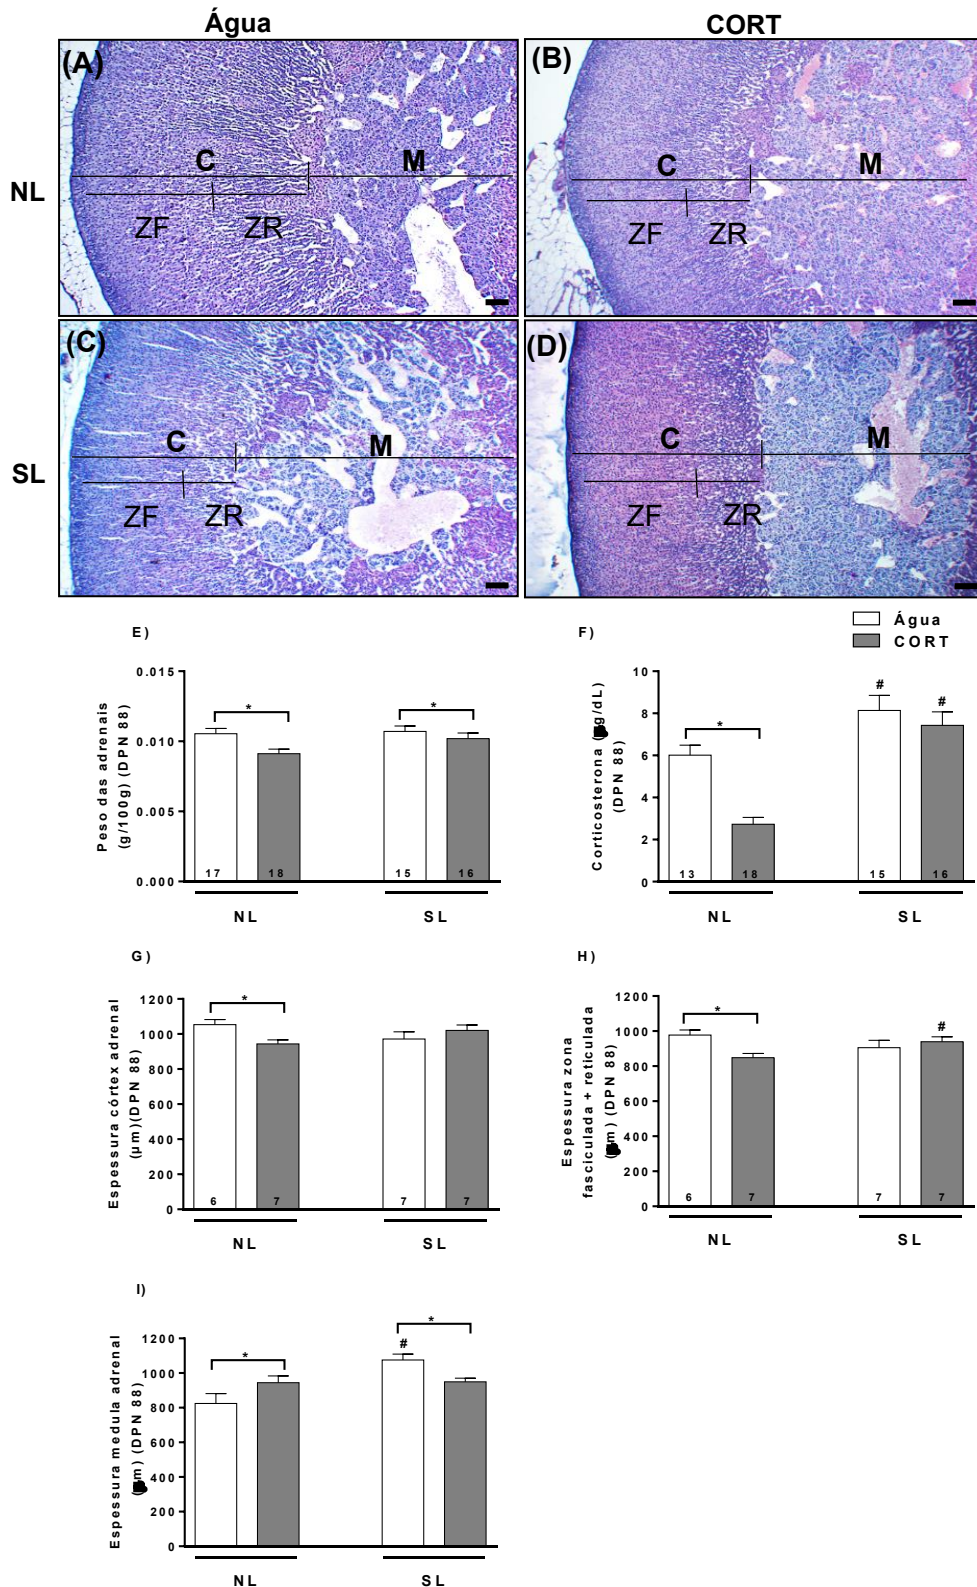 Água CORT
(A) (B)
NL C M C M
ZF ZR ZF ZR
(C) (D)
SL C M C M
ZF ZR ZF ZR
E) F) Água
CORT
Peso das adrenais
(g/100g) (DPN 88)
0.015
0.010
0.005
0.000
* *
17 18 15 16
NL SL
Corticosterona ( g/dL)
(DPN 88)
10
8
6
4
2
0
* # #
13 18 15 16
NL SL
G) H)
Espessura córtex adrenal
(µm)(DPN 88)
1200
1000
800
600
400
200
0
*
6 7 7 7
NL SL
Espessura zona
fasciculada + reticulada
( m) (DPN 88)
1200
1000
800
600
400
200
0
* #
6 7 7 7
NL SL
I)
Espessura medula adrenal
( m) (DPN 88)
1200
1000
800
600
400
200
0
* # *
NL SL